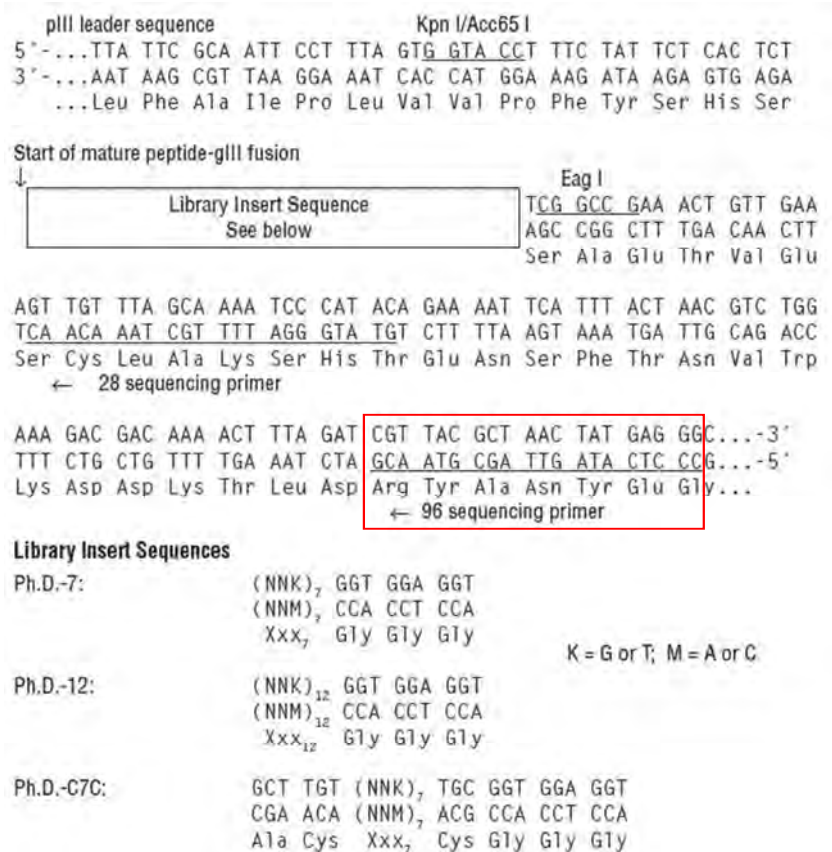 pIII leader sequence Kpn I/Acc65 I
5´-...TTA TTC GCA ATT CCT TTA GTG GTA CCT TTC TAT TCT CAC TCT
3´-...AAT AAG CGT TAA GGA AAT CAC CAT GGA AAG ATA AGA GTG AGA
...Leu Phe Ala Ile Pro Leu Val Val Pro Phe Tyr Ser His Ser
Start of mature peptide-gIII fusion
↓ Eag I
Library Insert Sequence TCG GCC GAA ACT GTT GAA
See below AGC CGG CTT TGA CAA CTT
Ser Ala Glu Thr Val Glu
AGT TGT TTA GCA AAA TCC CAT ACA GAA AAT TCA TTT ACT AAC GTC TGG
TCA ACA AAT CGT TTT AGG GTA TGT CTT TTA AGT AAA TGA TTG CAG ACC
Ser Cys Leu Ala Lys Ser His Thr Glu Asn Ser Phe Thr Asn Val Trp
← 28 sequencing primer
AAA GAC GAC AAA ACT TTA GAT CGT TAC GCT AAC TAT GAG GGC...-3´
TTT CTG CTG TTT TGA AAT CTA GCA ATG CGA TTG ATA CTC CCG...-5´
Lys Asp Asp Lys Thr Leu Asp Arg Tyr Ala Asn Tyr Glu Gly...
← 96 sequencing primer
Library Insert Sequences
Ph.D.-7: (NNK)₇ GGT GGA GGT
(NNM)₇ CCA CCT CCA
Xxx₇ Gly Gly Gly
K = G or T; M = A or C
Ph.D.-12: (NNK)₁₂ GGT GGA GGT
(NNM)₁₂ CCA CCT CCA
Xxx₁₂ Gly Gly Gly
Ph.D.-C7C: GCT TGT (NNK)₇ TGC GGT GGA GGT
CGA ACA (NNM)₇ ACG CCA CCT CCA
Ala Cys Xxx₇ Cys Gly Gly Gly